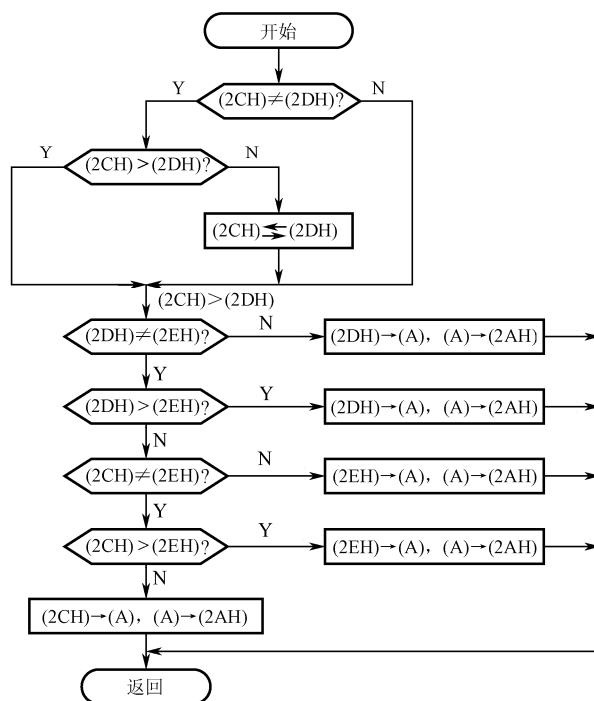 开始
(2CH)≠(2DH)?
Y
N
(2CH)>(2DH)?
Y
N
(2CH)⇄(2DH)
(2CH)>(2DH)
(2DH)≠(2EH)?
N
(2DH)→(A), (A)→(2AH)
Y
(2DH)>(2EH)?
Y
(2DH)→(A), (A)→(2AH)
N
(2CH)≠(2EH)?
N
(2EH)→(A), (A)→(2AH)
Y
(2CH)>(2EH)?
Y
(2EH)→(A), (A)→(2AH)
N
(2CH)→(A), (A)→(2AH)
返回